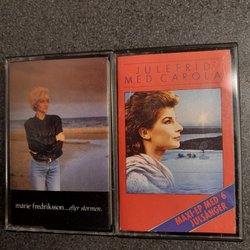 marie fredriksson...efter stormen.
JULEFRID
MED CAROLA
MAXI-EP MED 6
JULSÅNGER